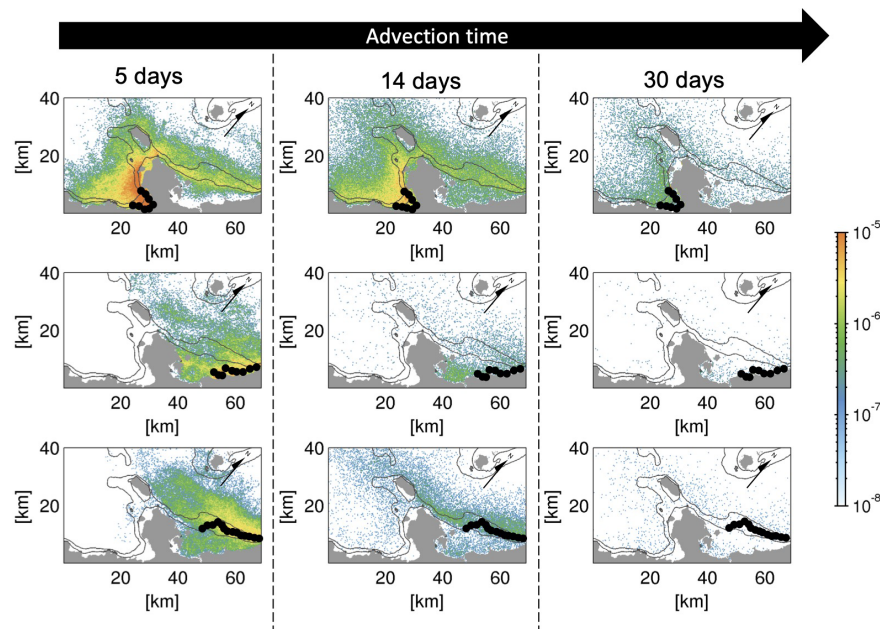 Advection time
5 days 14 days 30 days
40 40 40
[km] 20 [km] 20 [km] 20
N N N
20 40 60 20 40 60 20 40 60
[km] [km] [km]
10-5
40 40 40
[km] 20 [km] 20 [km] 20
N N N
10-6
20 40 60 20 40 60 20 40 60
[km] [km] [km]
10-7
40 40 40
[km] 20 [km] 20 [km] 20
N N N
10-8
20 40 60 20 40 60 20 40 60
[km] [km] [km]